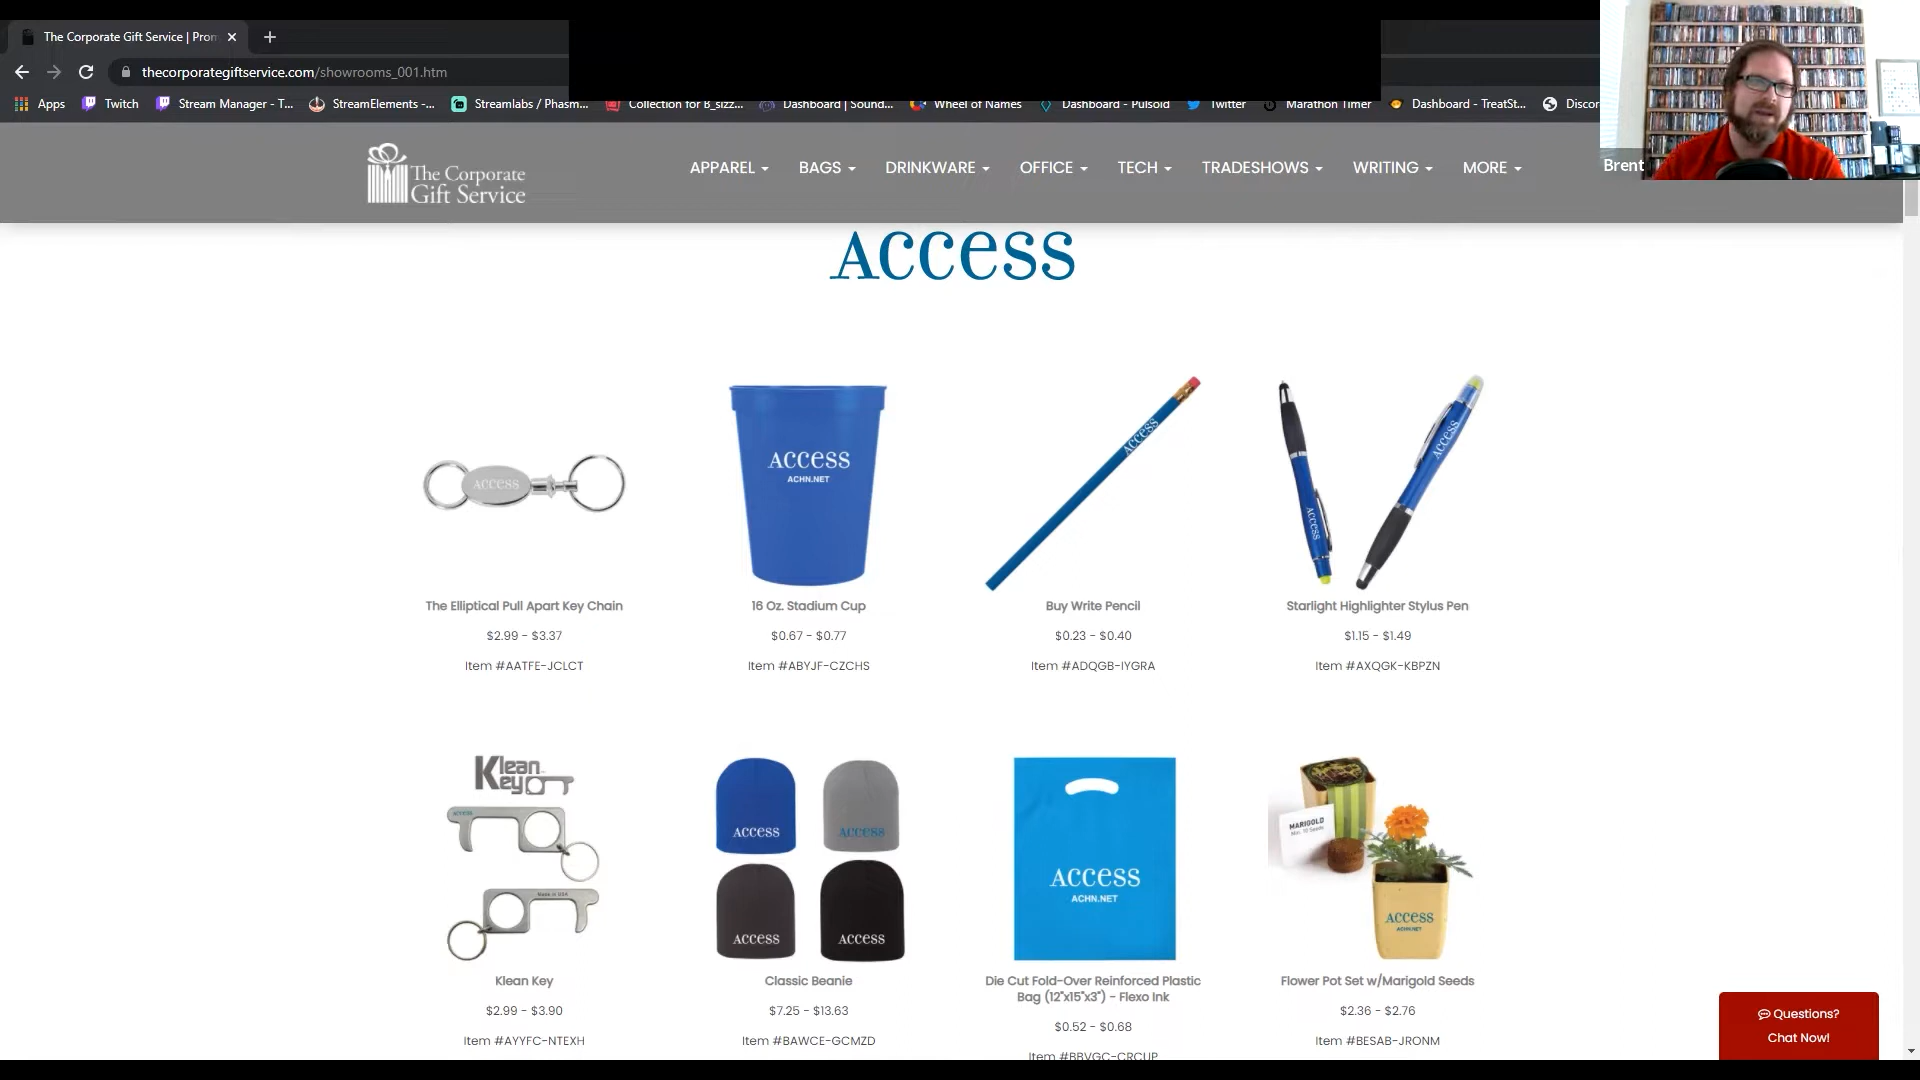 The Corporate Gift Service | Prom
thecorporategiftservice.com/showrooms_001.htm
Apps
Twitch
Stream Manager - T...
StreamElements -...
Streamlabs / Phasm...
Collection for B_sizz...
Dashboard | Sound...
Wheel of Names
Dashboard - Pulsoid
Twitter
Marathon Timer
Dashboard - TreatSt...
Discor
Brent
The Corporate
Gift Service
APPAREL
BAGS
DRINKWARE
OFFICE
TECH
TRADESHOWS
WRITING
MORE
Access
Access
Access
ACHN.NET
Access
Access
Access
The Elliptical Pull Apart Key Chain
$2.99 - $3.37
Item #AATFE-JCLCT
16 Oz. Stadium Cup
$0.67 - $0.77
Item #ABYJF-CZCHS
Buy Write Pencil
$0.23 - $0.40
Item #ADQGB-IYGRA
Starlight Highlighter Stylus Pen
$1.15 - $1.49
Item #AXQGK-KBPZN
Klean
Key
Access
Made in USA
Access
Access
Access
Access
Access
ACHN.NET
MARIGOLD
Min. 10 Seeds
Access
ACHN.NET
Klean Key
$2.99 - $3.90
Item #AYYFC-NTEXH
Classic Beanie
$7.25 - $13.63
Item #BAWCE-GCMZD
Die Cut Fold-Over Reinforced Plastic
Bag (12"x15"x3") - Flexo Ink
$0.52 - $0.68
Item #BBVGC-CRCUP
Flower Pot Set w/Marigold Seeds
$2.36 - $2.76
Item #BESAB-JRONM
Questions?
Chat Now!